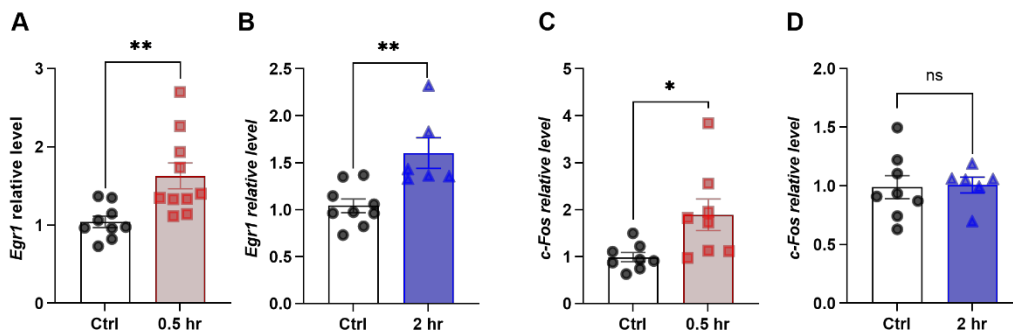 A
**
Egr1 relative level
3
2
1
0
Ctrl
0.5 hr
B
**
Egr1 relative level
2.5
2.0
1.5
1.0
0.5
0.0
Ctrl
2 hr
C
*
c-Fos relative level
5
4
3
2
1
0
Ctrl
0.5 hr
D
ns
c-Fos relative level
2.0
1.5
1.0
0.5
0.0
Ctrl
2 hr